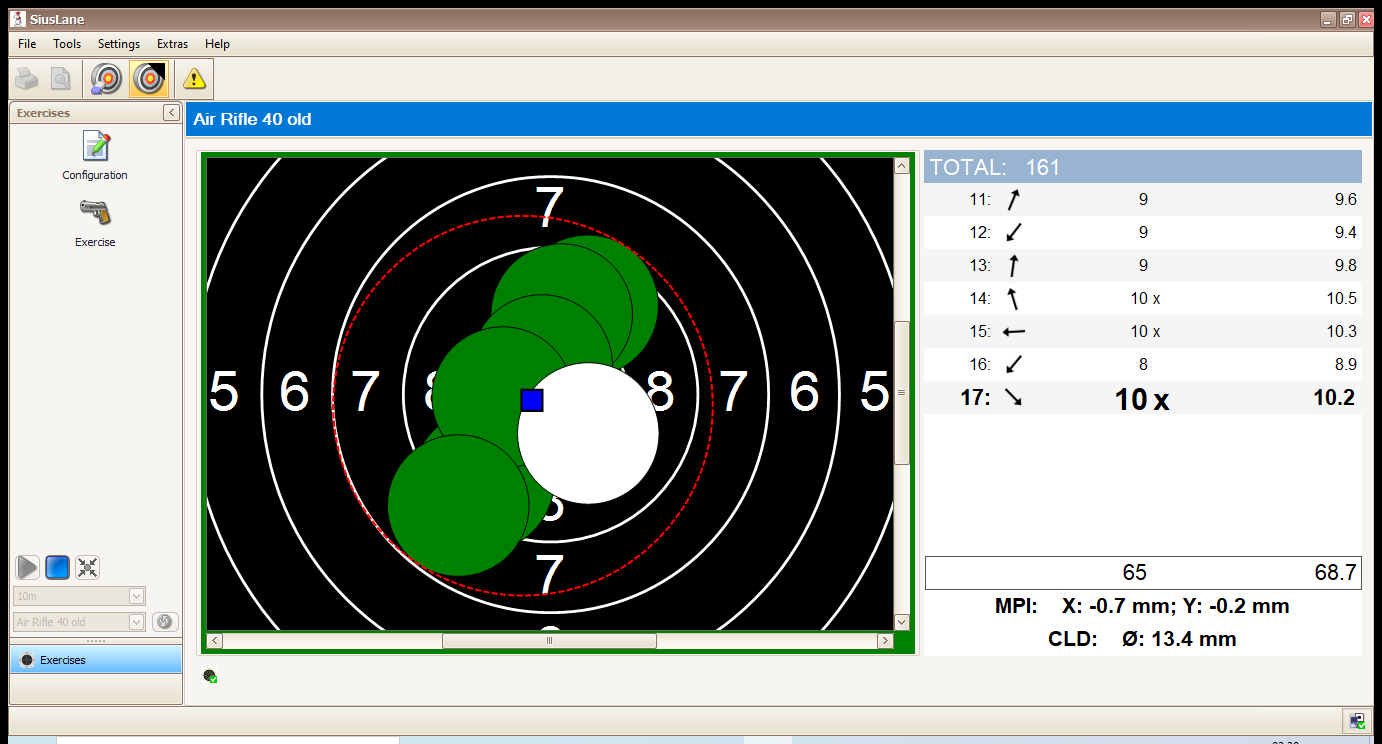 SiusLane
File Tools Settings Extras Help
Exercises
Configuration
Exercise
10m
Air Rifle 40 old
Exercises
Air Rifle 40 old
7
5 6 7 8 8 7 6 5
7
TOTAL: 161
11: 9 9.6
12: 9 9.4
13: 9 9.8
14: 10 x 10.5
15: 10 x 10.3
16: 8 8.9
17: 10 x 10.2
65 68.7
MPI: X: -0.7 mm; Y: -0.2 mm
CLD: Ø: 13.4 mm